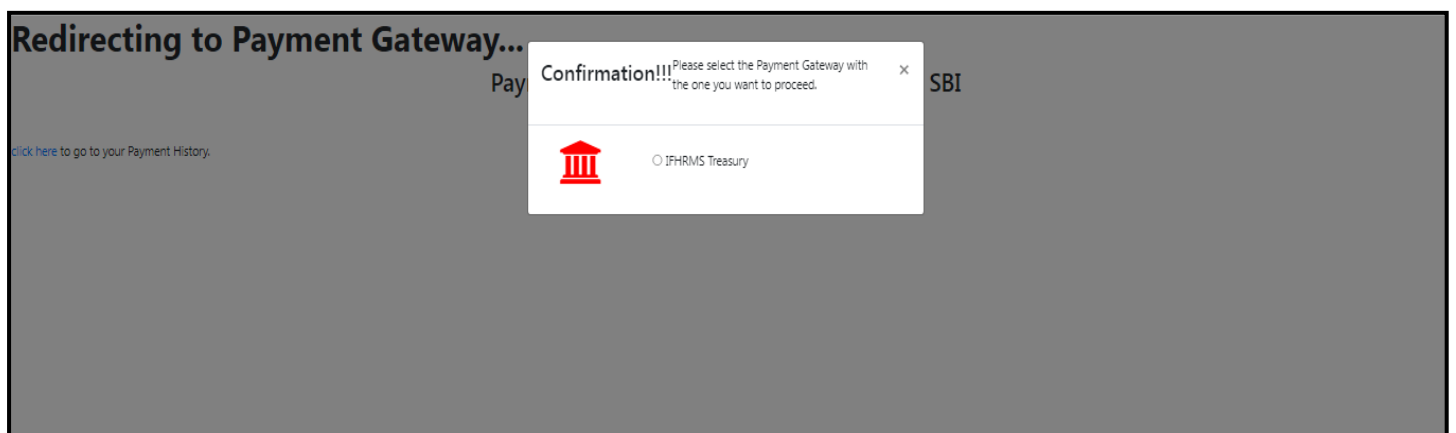 Redirecting to Payment Gateway...
Confirmation!!! Please select the Payment Gateway with
the one you want to proceed.
×
SBI
click here to go to your Payment History.
IFHRMS Treasury